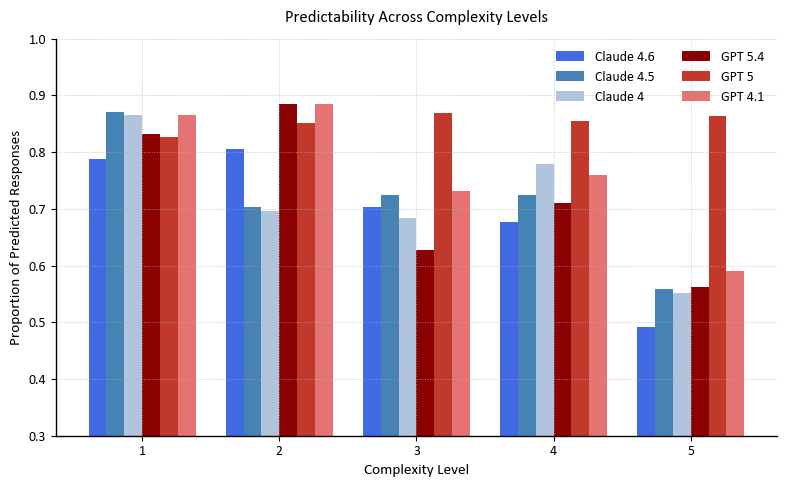 Predictability Across Complexity Levels
Claude 4.6
Claude 4.5
Claude 4
GPT 5.4
GPT 5
GPT 4.1
Proportion of Predicted Responses
1.0
0.9
0.8
0.7
0.6
0.5
0.4
0.3
1 2 3 4 5
Complexity Level